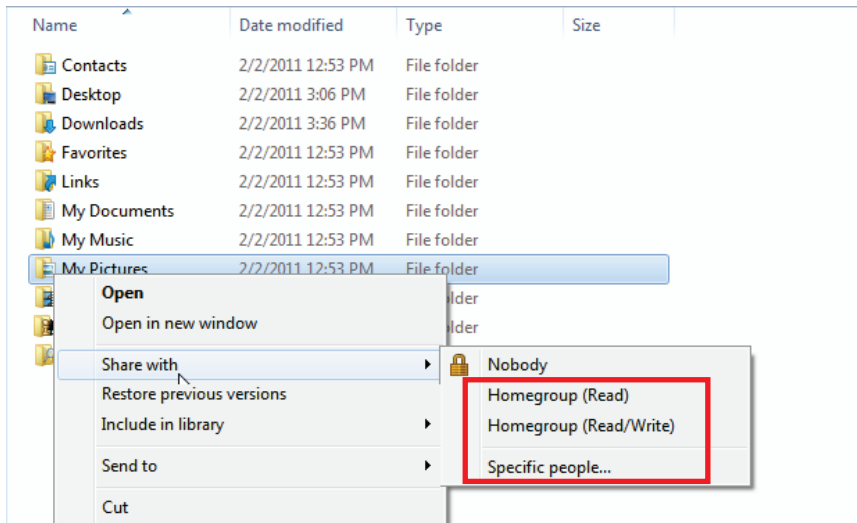 Name Date modified Type Size
Contacts 2/2/2011 12:53 PM File folder
Desktop 2/2/2011 3:06 PM File folder
Downloads 2/2/2011 3:36 PM File folder
Favorites 2/2/2011 12:53 PM File folder
Links 2/2/2011 12:53 PM File folder
My Documents 2/2/2011 12:53 PM File folder
My Music 2/2/2011 12:53 PM File folder
My Pictures 2/2/2011 12:53 PM File folder
Open
Open in new window
Share with
Nobody
Restore previous versions
Homegroup (Read)
Include in library
Homegroup (Read/Write)
Send to
Specific people...
Cut